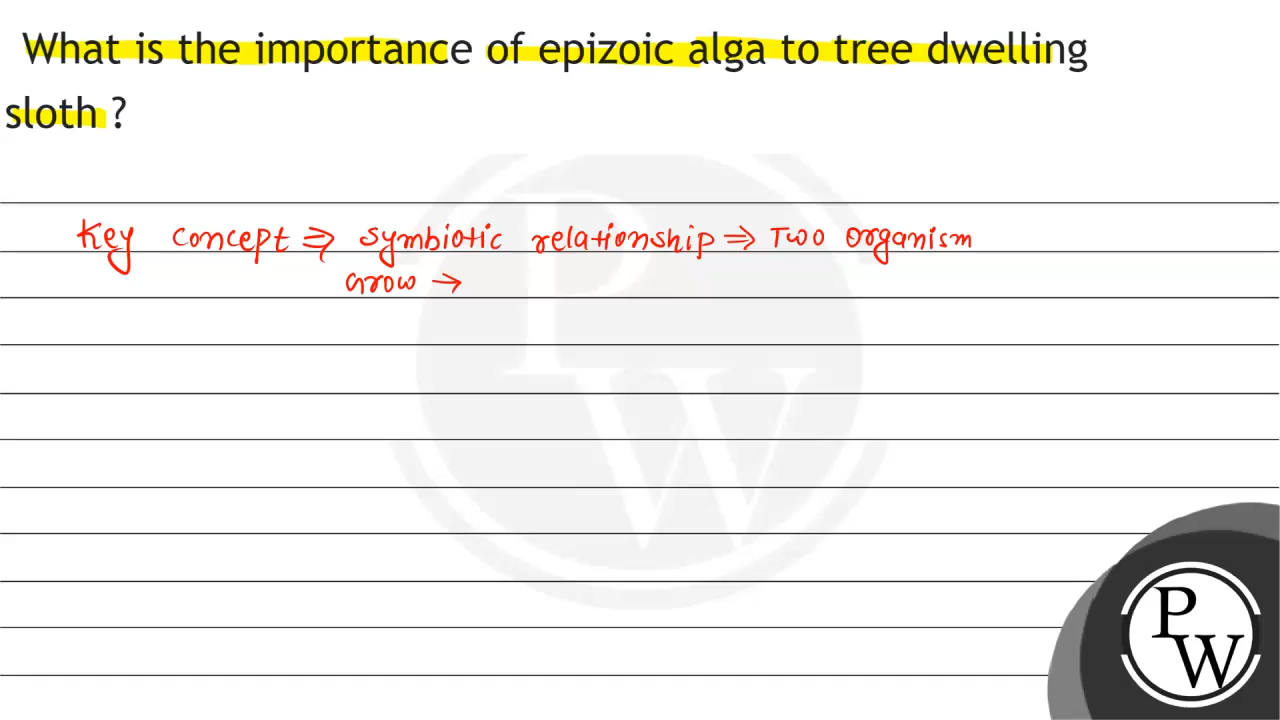 What is the importance of epizoic alga to tree dwelling
sloth ?
Key concept ⇒ symbiotic relationship ⇒ Two organism
Grow →
PW
PW